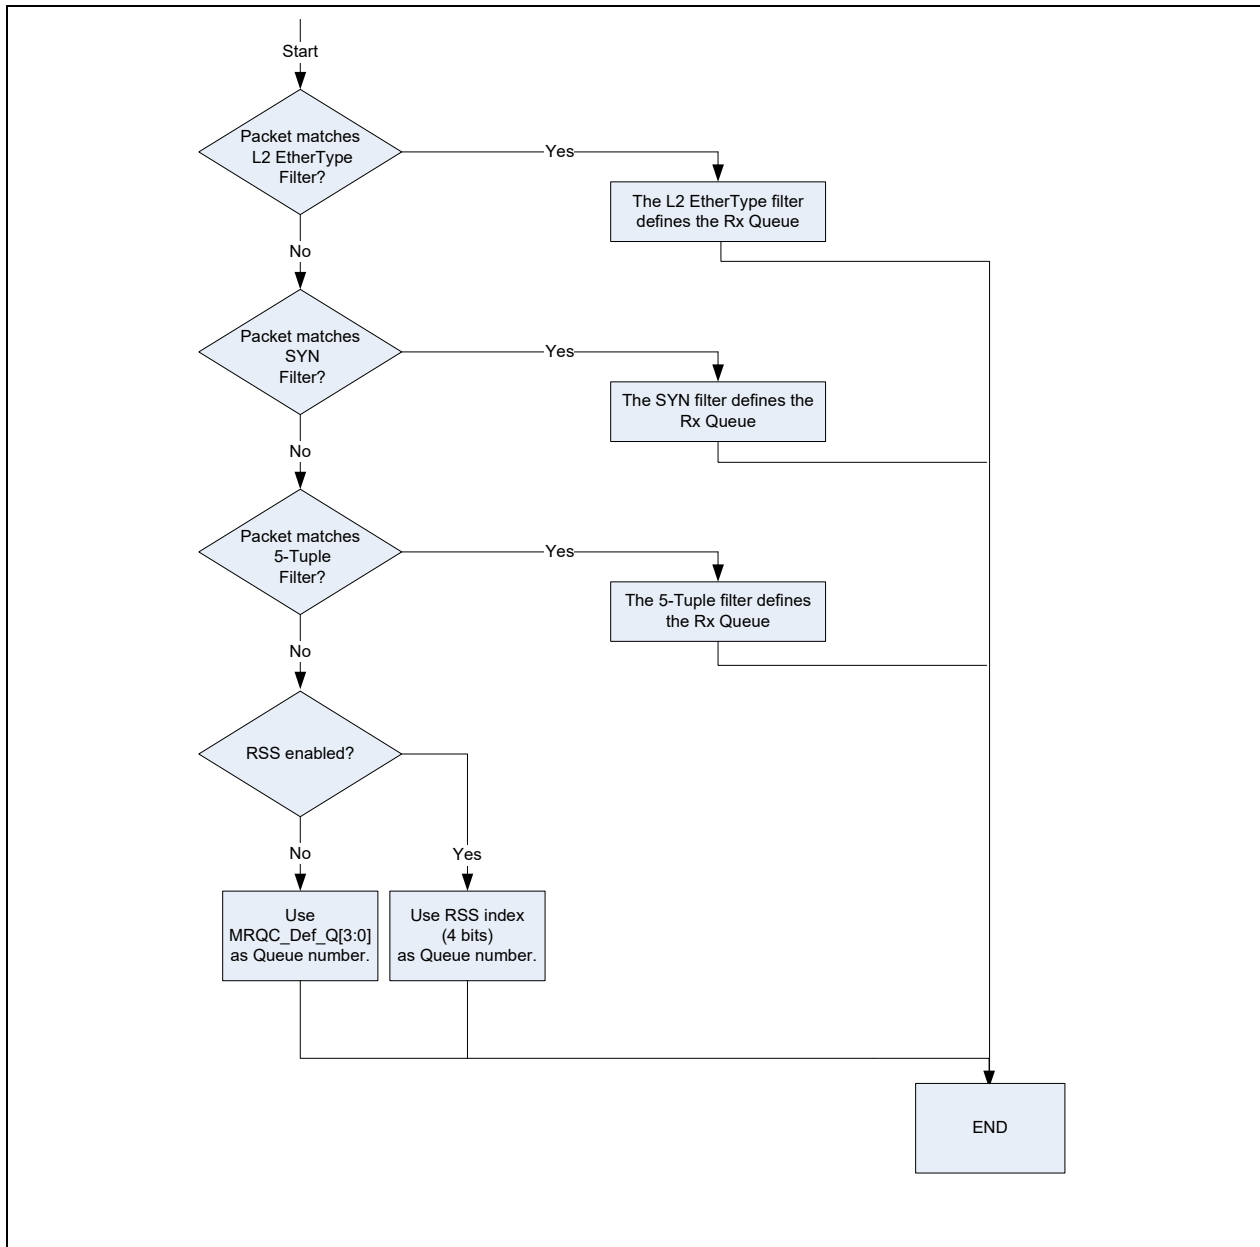 Start
Packet matches
L2 EtherType
Filter?
Yes
The L2 EtherType filter
defines the Rx Queue
No
Packet matches
SYN
Filter?
Yes
The SYN filter defines the
Rx Queue
No
Packet matches
5-Tuple
Filter?
Yes
The 5-Tuple filter defines
the Rx Queue
No
RSS enabled?
No
Yes
Use
MRQC_Def_Q[3:0]
as Queue number.
Use RSS index
(4 bits)
as Queue number.
END